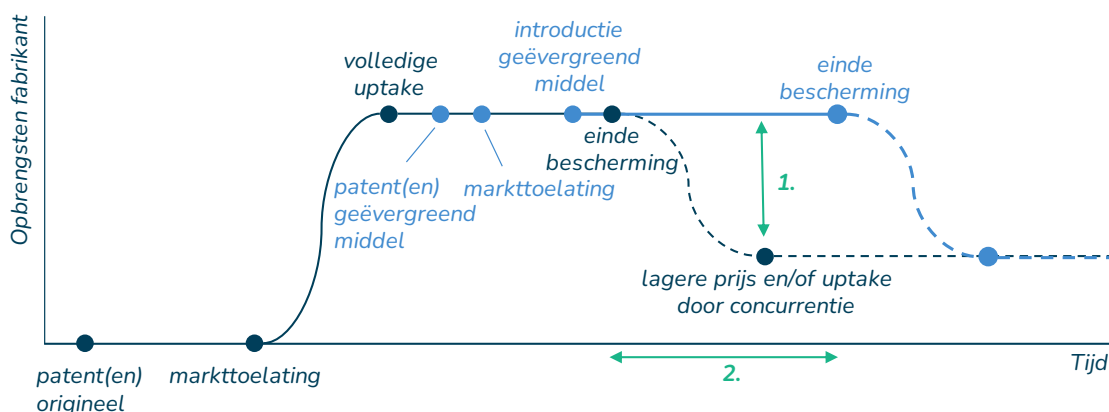 Opbrengsten fabrikant
volledige
uptake
introductie
geëvergreend
middel
einde
bescherming
einde
bescherming
patent(en)
geëvergreend
middel
markttoelating
1.
lagere prijs en/of uptake
door concurrentie
2.
Tijd
patent(en)
origineel
markttoelating